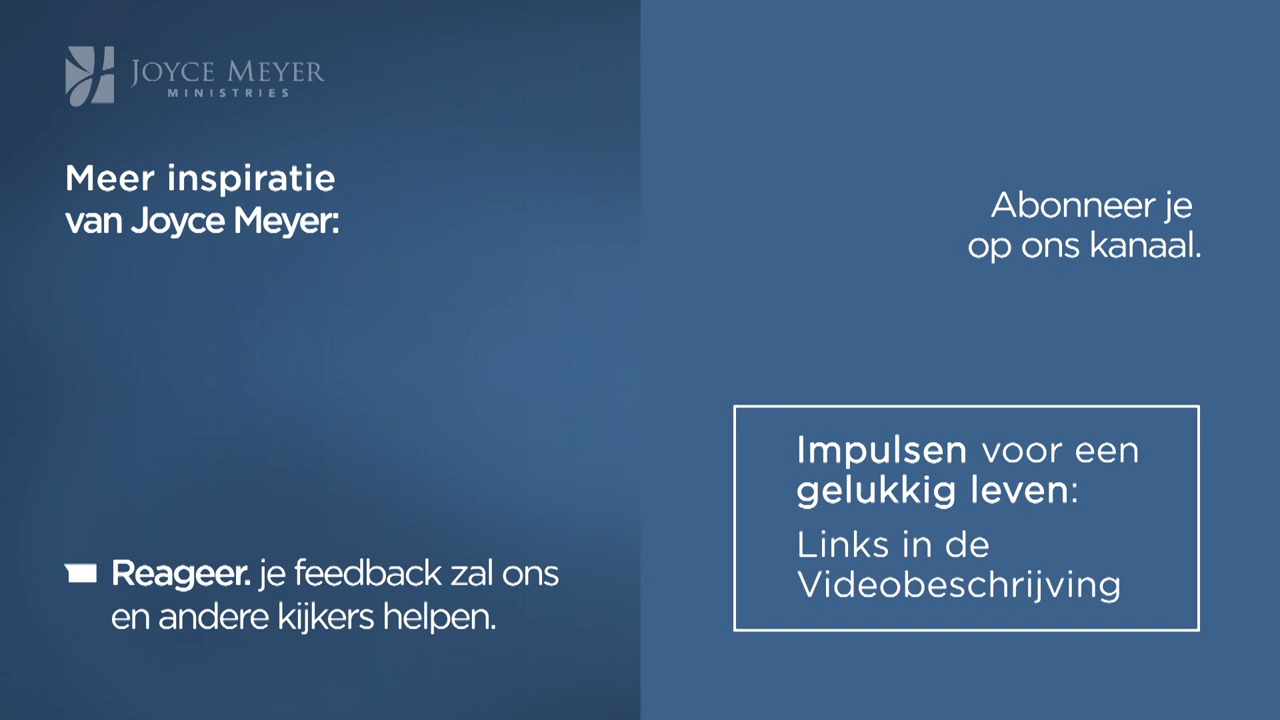 JOYCE MEYER
MINISTRIES
Meer inspiratie
van Joyce Meyer:
Reageer. je feedback zal ons
en andere kijkers helpen.
Abonneer je
op ons kanaal.
Impulsen voor een
gelukkig leven:
Links in de
Videobeschrijving